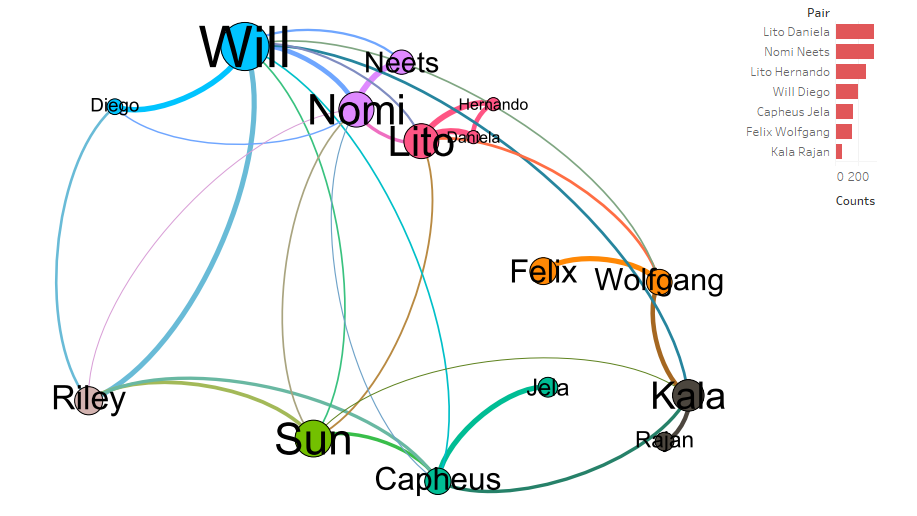 Will
Neets
Diego
Nomi
Hernando
Lito
Daniela
Felix
Wolfgang
Riley
Jela
Kala
Sun
Rajan
Capheus
Pair
Lito Daniela
Nomi Neets
Lito Hernando
Will Diego
Capheus Jela
Felix Wolfgang
Kala Rajan
0 200
Counts